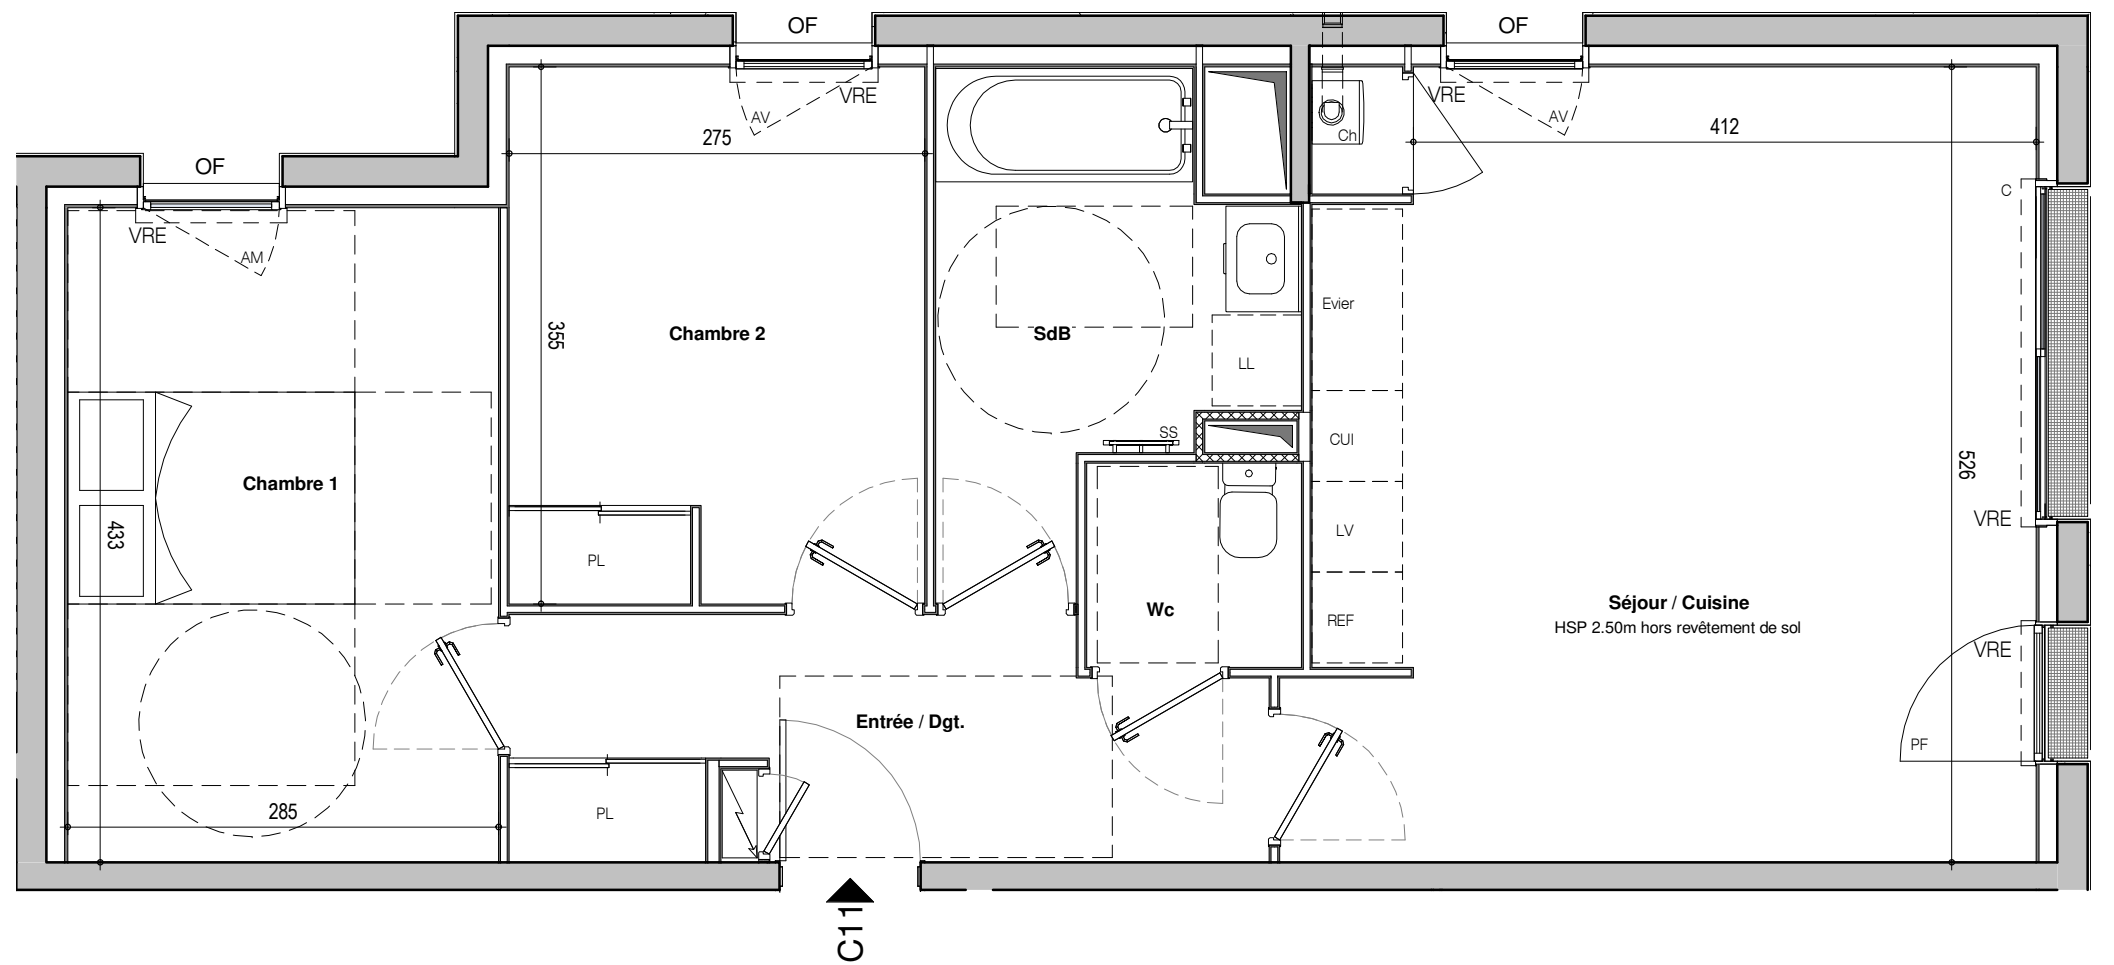 OF
OF
OF
VRE
AV
275
Ch
VRE
AV
412
C
VRE
AM
Evier
355
Chambre 2
SdB
LL
SS
CUI
526
Chambre 1
433
VRE
LV
PL
Wc
REF
Séjour / Cuisine
HSP 2.50m hors revêtement de sol
VRE
Entrée / Dgt.
PF
285
PL
C11